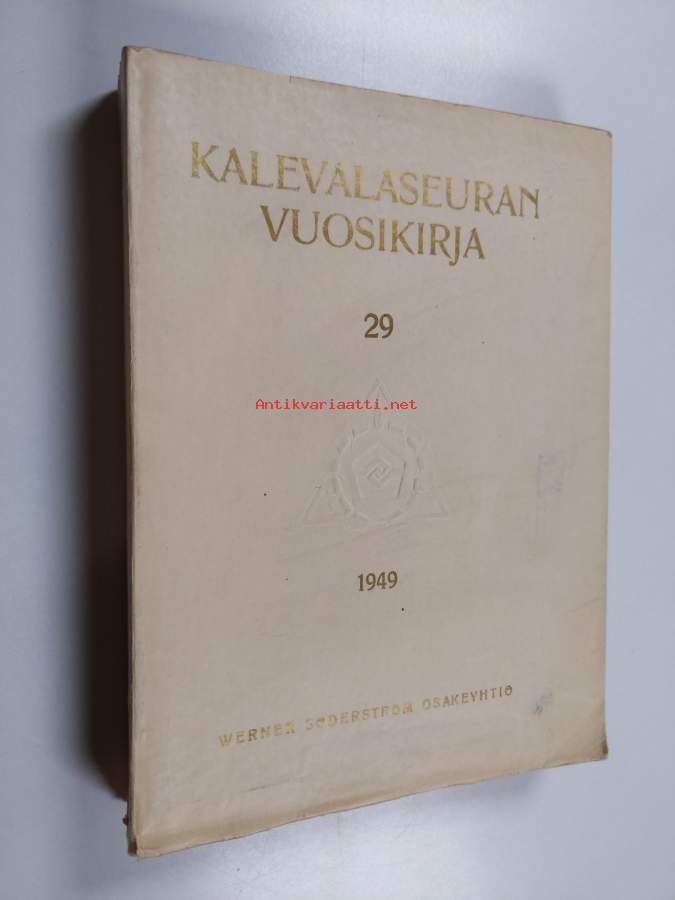 KALEVALASEURAN
VUOSIKIRJA
29
Antikvariaatti.net
1949
WERNER SÖDERSTRÖM OSAKEYHTIÖ